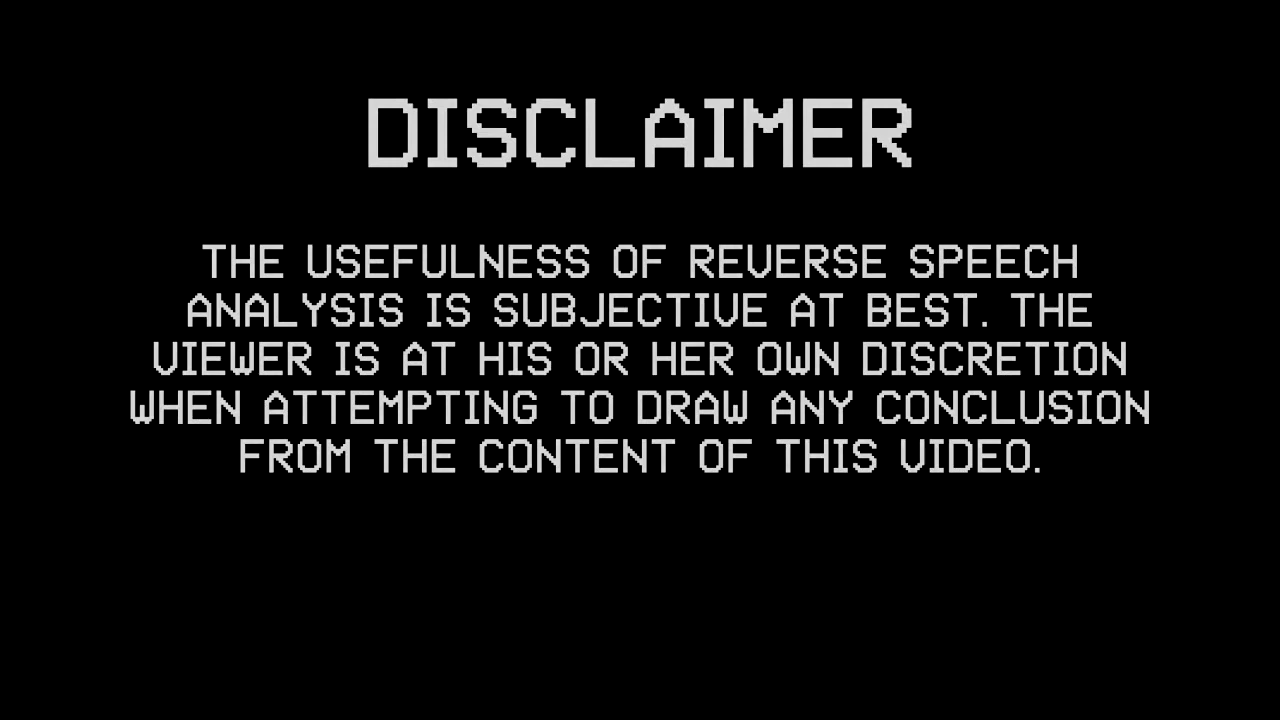 DISCLAIMER
THE USEFULNESS OF REVERSE SPEECH
ANALYSIS IS SUBJECTIVE AT BEST. THE
VIEWER IS AT HIS OR HER OWN DISCRETION
WHEN ATTEMPTING TO DRAW ANY CONCLUSION
FROM THE CONTENT OF THIS VIDEO.